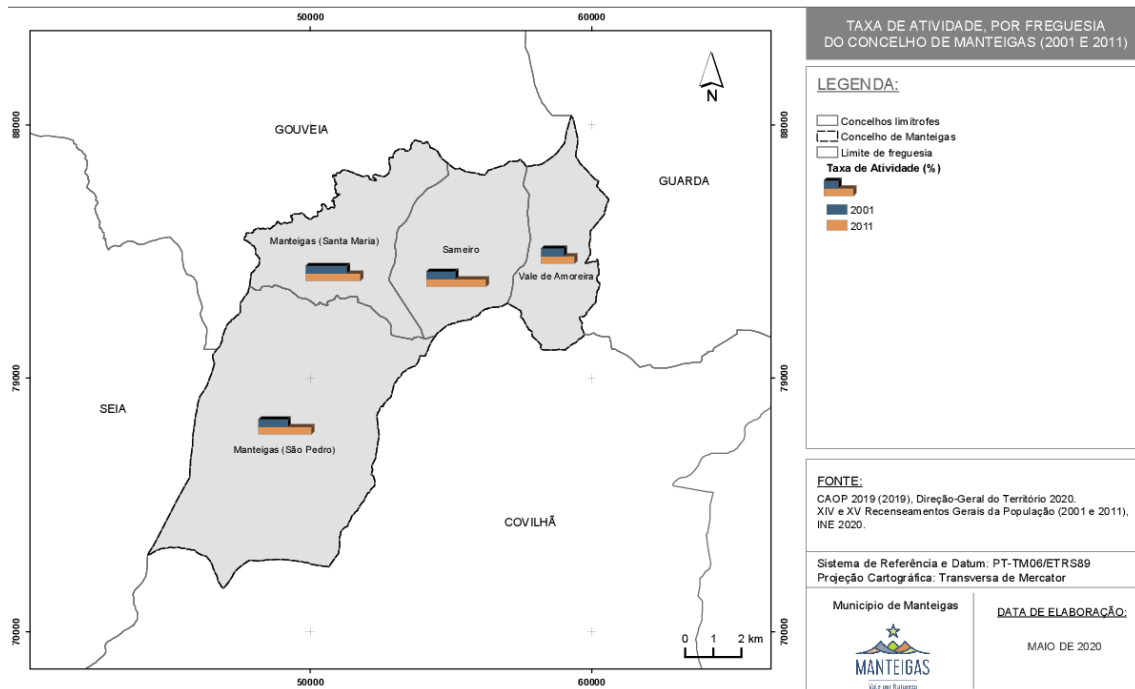 TAXA DE ATIVIDADE, POR FREGUESIA
DO CONCELHO DE MANTEIGAS (2001 E 2011)
50000
60000
88000
88000
79000
79000
70000
70000
50000
60000
N
GOUVEIA
GUARDA
SEIA
COVILHÃ
Manteigas (Santa Maria)
Sameiro
Vale de Amoreira
Manteigas (São Pedro)
0 1 2 km
LEGENDA:
Concelhos limítrofes
Concelho de Manteigas
Limite de freguesia
Taxa de Atividade (%)
2001
2011
FONTE:
CAOP 2019 (2019), Direção-Geral do Território 2020.
XIV e XV Recenseamentos Gerais da População (2001 e 2011),
INE 2020.
Sistema de Referência e Datum: PT-TM06/ETRS89
Projeção Cartográfica: Transversa de Mercator
Município de Manteigas
MANTEIGAS
Vale por Natureza
DATA DE ELABORAÇÃO:
MAIO DE 2020